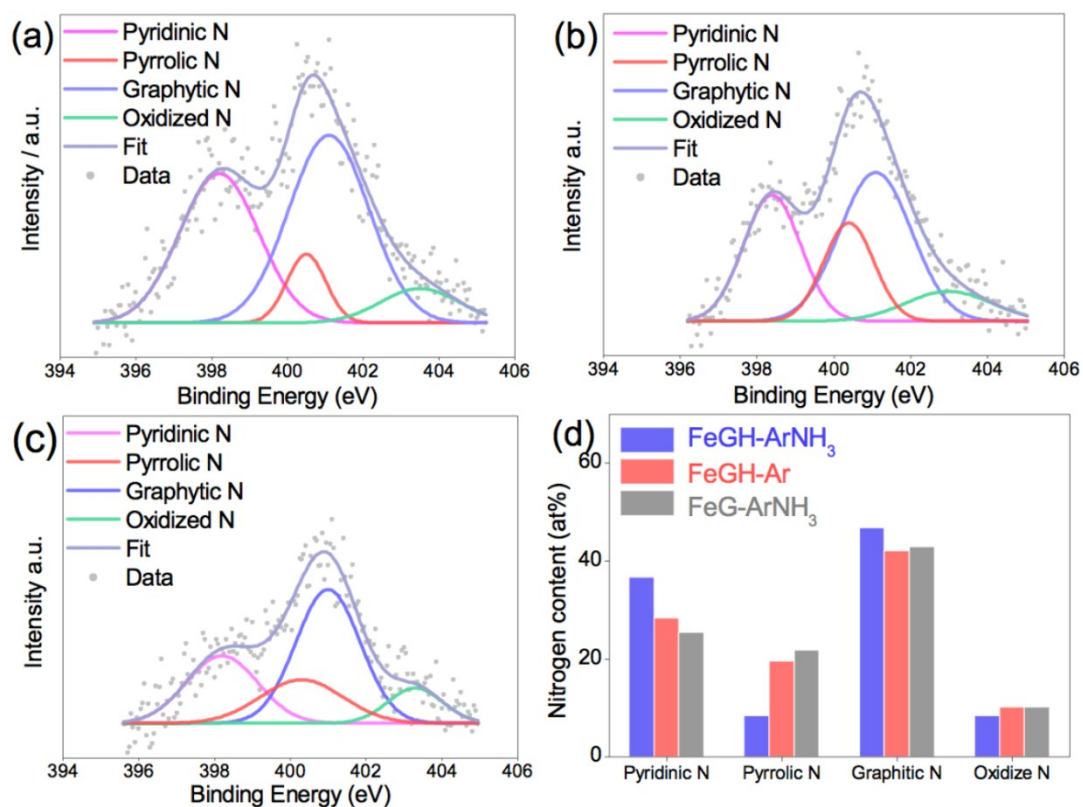 (a)
Pyridinic N
Pyrrolic N
Graphytic N
Oxidized N
Fit
Data
Intensity / a.u.
394 396 398 400 402 404 406
Binding Energy (eV)
(b)
Pyridinic N
Pyrrolic N
Graphytic N
Oxidized N
Fit
Data
Intensity a.u.
394 396 398 400 402 404 406
Binding Energy (eV)
(c)
Pyridinic N
Pyrrolic N
Graphytic N
Oxidized N
Fit
Data
Intensity a.u.
394 396 398 400 402 404 406
Binding Energy (eV)
(d)
FeGH-ArNH3
FeGH-Ar
FeG-ArNH3
Nitrogen content (at%)
60
40
20
0
Pyridinic N Pyrrolic N Graphitic N Oxidize N